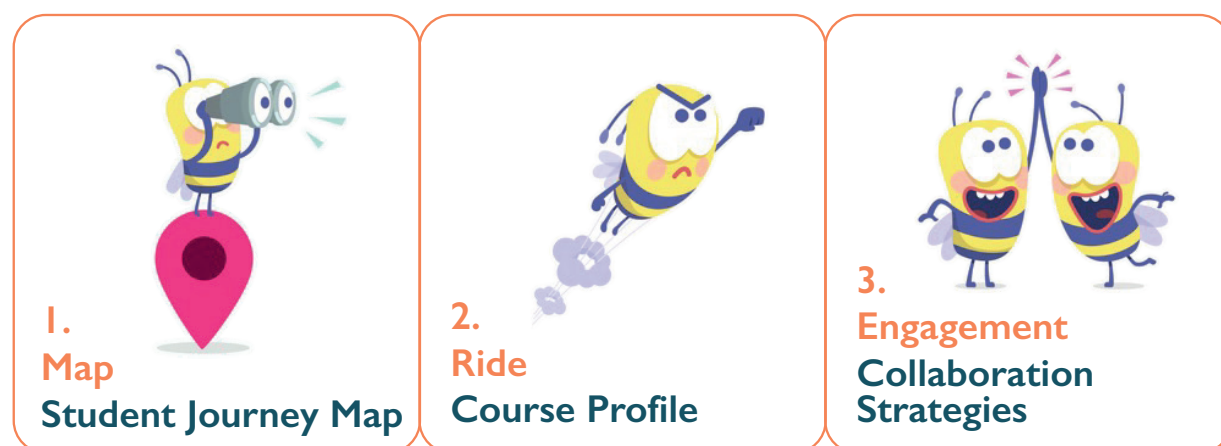 1.
Map
Student Journey Map
2.
Ride
Course Profile
3.
Engagement
Collaboration
Strategies